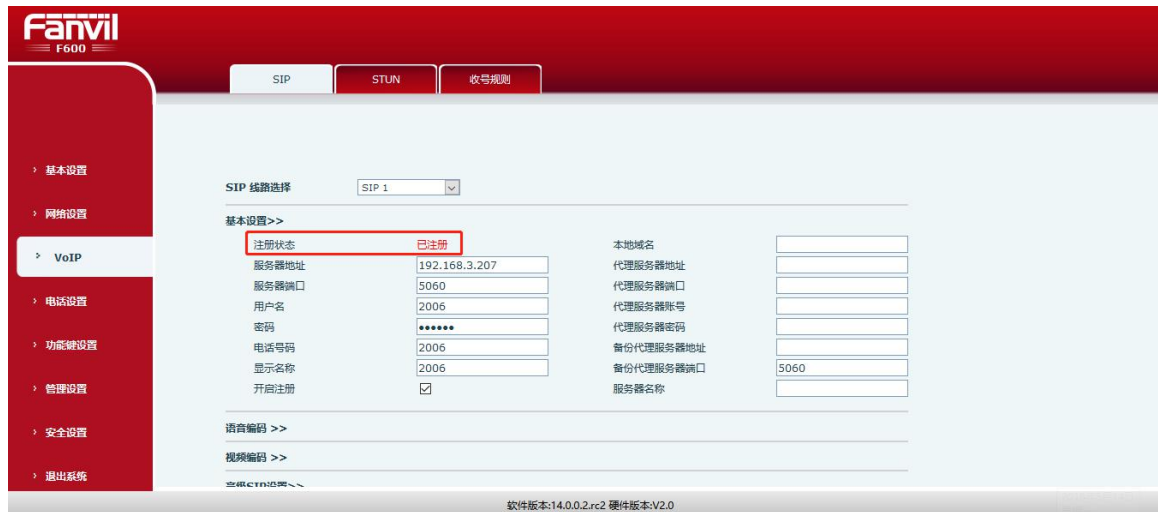 Fanvil
F600
SIP STUN 收号规则
› 基本设置
› 网络设置
› VoIP
› 电话设置
› 功能键设置
› 管理设置
› 安全设置
› 退出系统
SIP 线路选择 SIP 1
基本设置>>
注册状态 已注册 本地域名
服务器地址 192.168.3.207 代理服务器地址
服务器端口 5060 代理服务器端口
用户名 2006 代理服务器账号
密码 •••••• 代理服务器密码
电话号码 2006 备份代理服务器地址
显示名称 2006 备份代理服务器端口 5060
开启注册 服务器名称
语音编码 >>
视频编码 >>
高级SIP设置>>
软件版本:14.0.0.2.rc2 硬件版本:V2.0